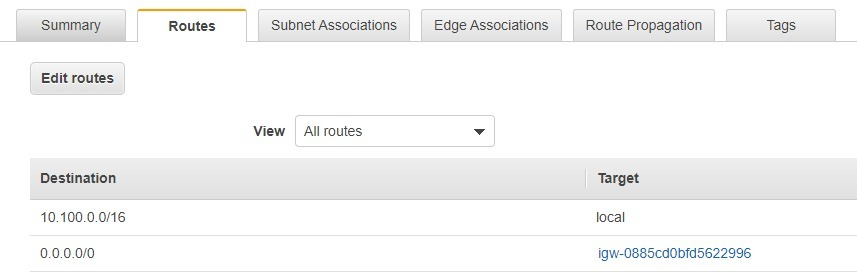 Summary Routes Subnet Associations Edge Associations Route Propagation Tags
Edit routes
View All routes
Destination Target
10.100.0.0/16 local
0.0.0.0/0 igw-0885cd0bfd5622996